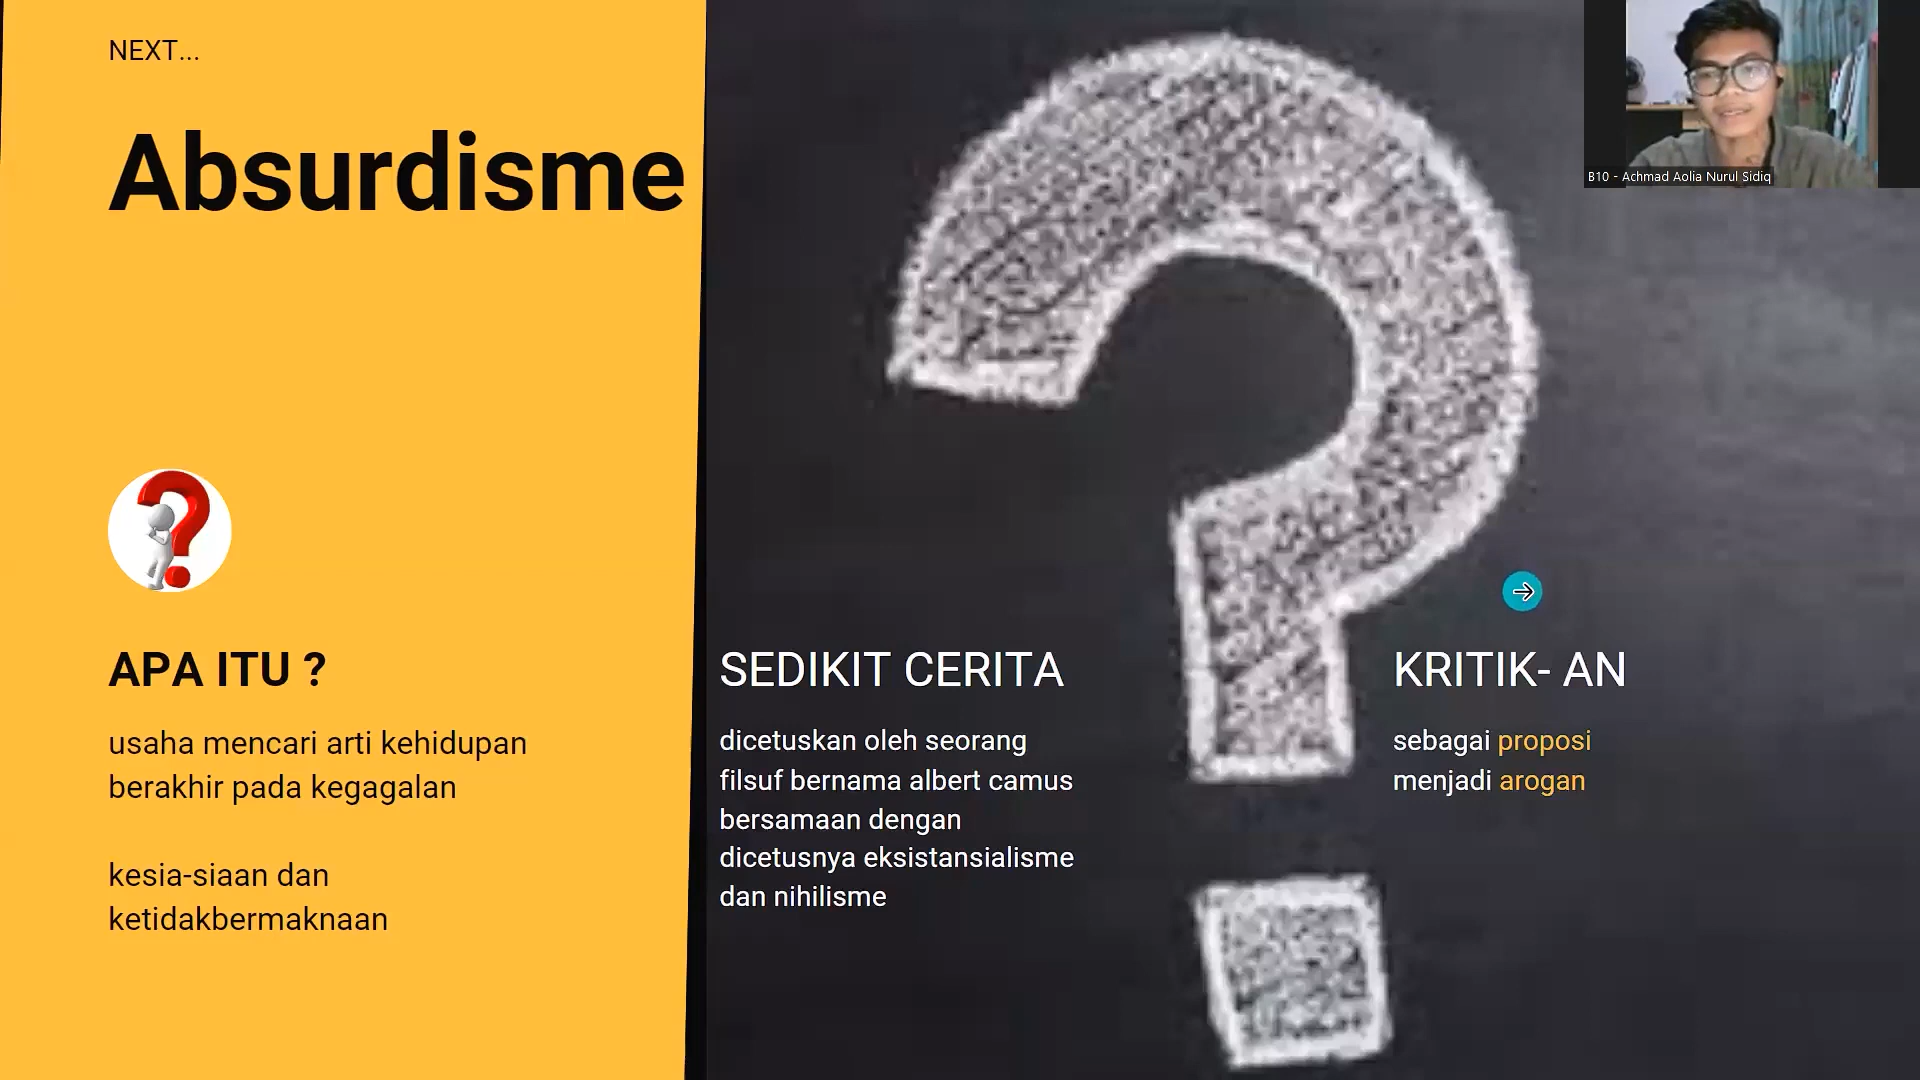 NEXT...
Absurdisme
B10 - Achmad Aolia Nurul Sidiq
APA ITU ?
usaha mencari arti kehidupan
berakhir pada kegagalan
kesia-siaan dan
ketidakbermaknaan
SEDIKIT CERITA
dicetuskan oleh seorang
filsuf bernama albert camus
bersamaan dengan
dicetusnya eksistansialisme
dan nihilisme
KRITIK- AN
sebagai proposi
menjadi arogan